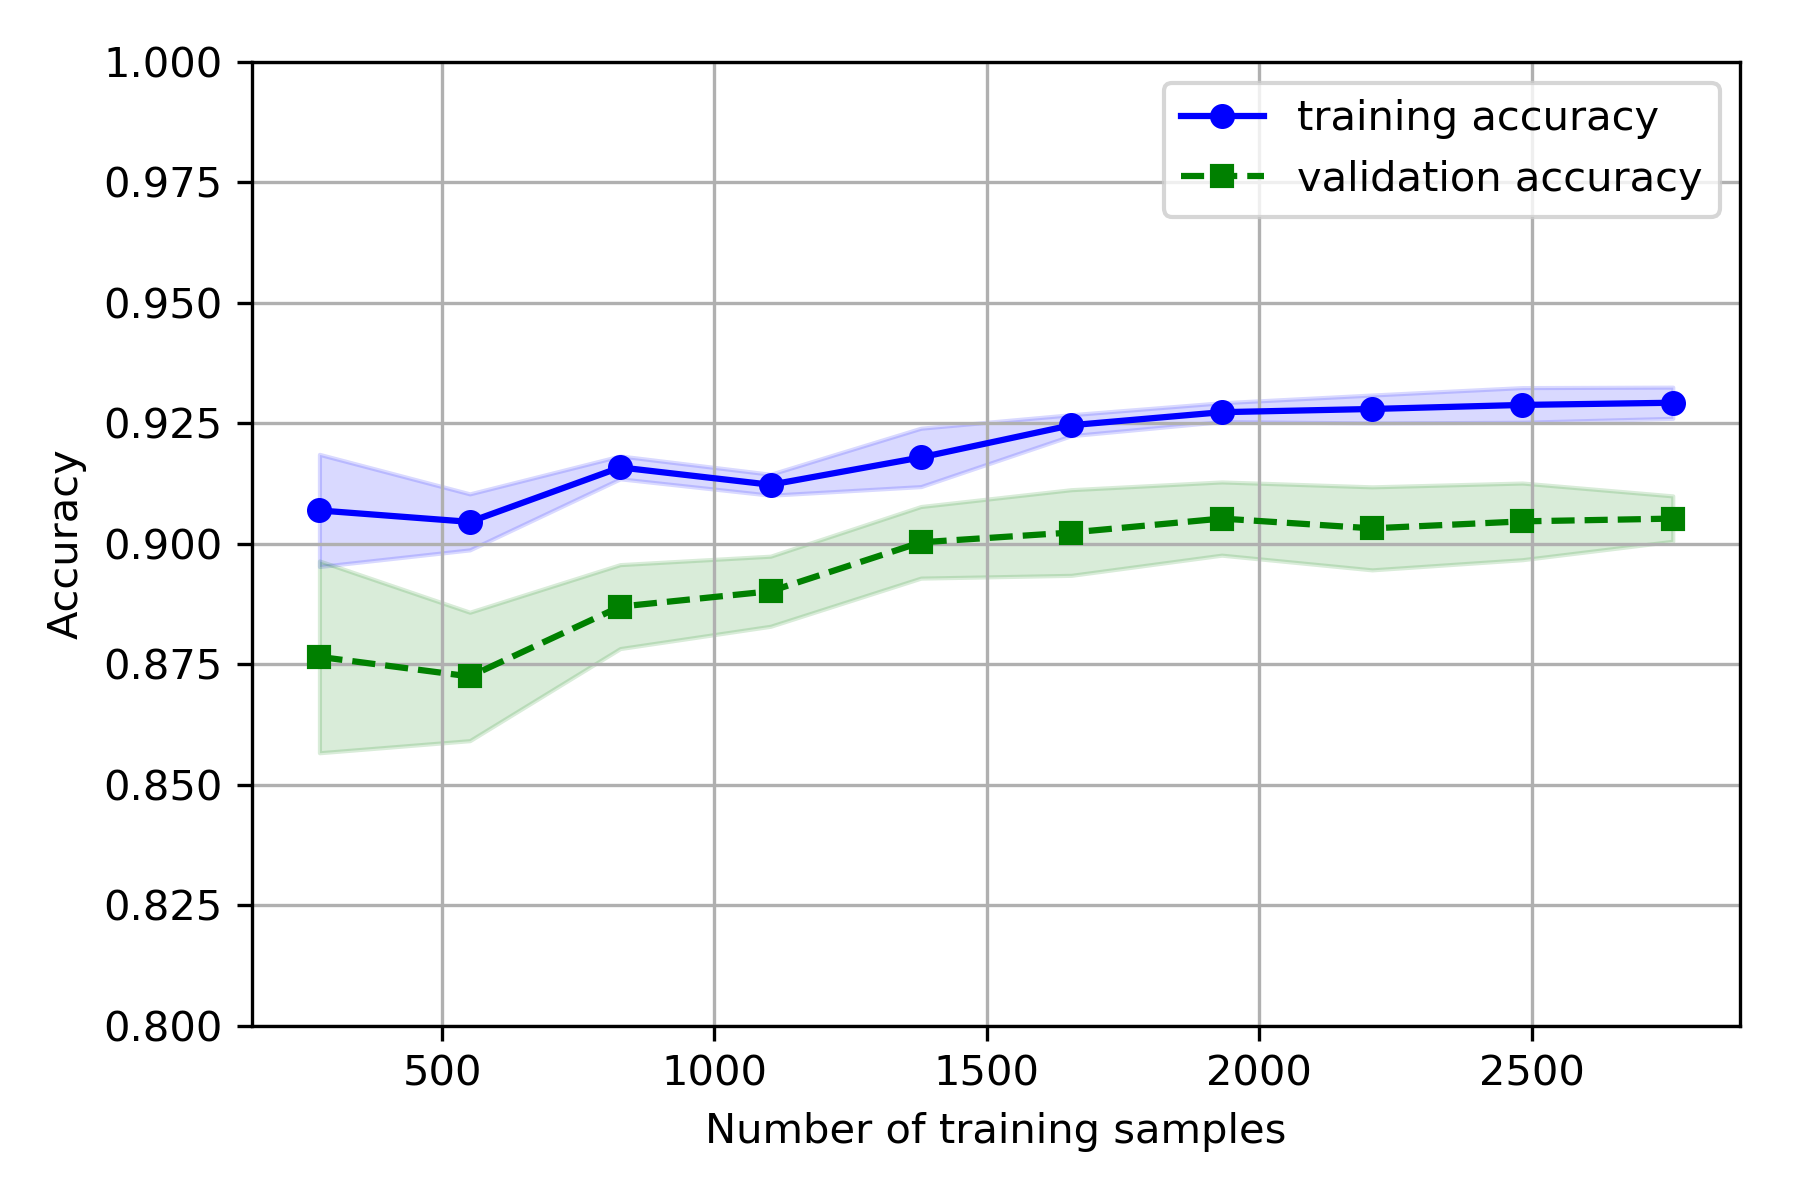 1.000
0.975
0.950
0.925
0.900
0.875
0.850
0.825
0.800
Accuracy
training accuracy
validation accuracy
500 1000 1500 2000 2500
Number of training samples